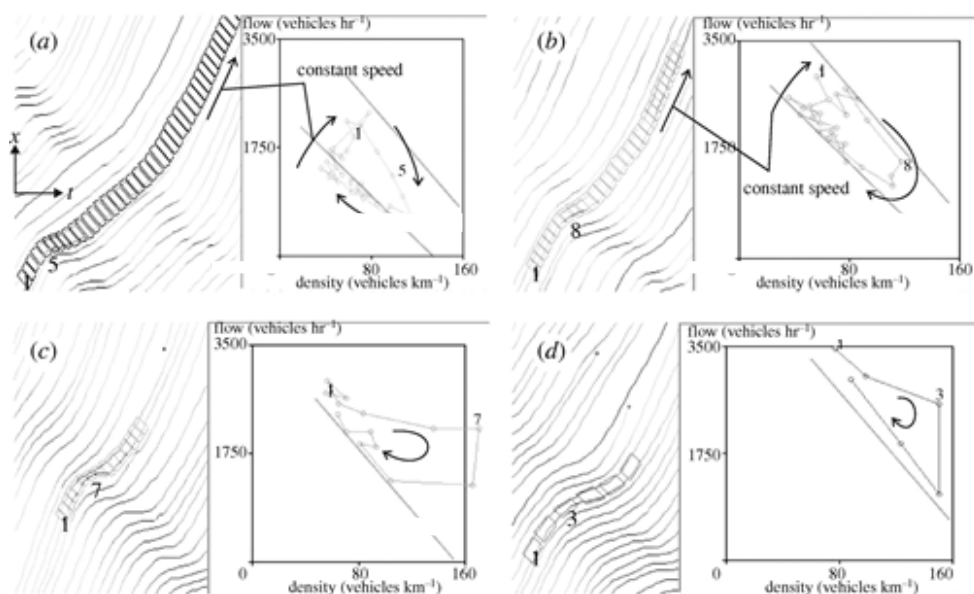 (a)
flow (vehicles hr⁻¹)
3500
constant speed
1
1750
5
x
t
5
1
80
160
density (vehicles km⁻¹)
(b)
flow (vehicles hr⁻¹)
3500
1
1750
8
constant speed
8
1
0
80
160
density (vehicles km⁻¹)
(c)
flow (vehicles hr⁻¹)
3500
1
7
1750
7
1
0
80
160
density (vehicles km⁻¹)
(d)
flow (vehicles hr⁻¹)
3500
1
3
1750
3
1
0
80
160
density (vehicles km⁻¹)